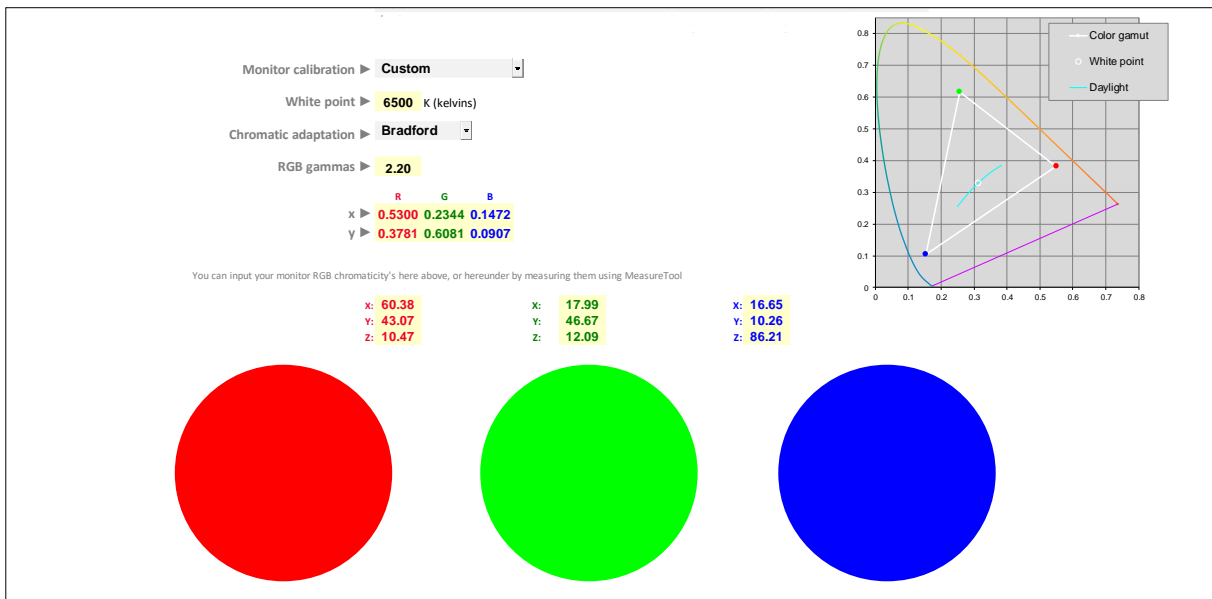 Monitor calibration ▶ Custom
White point ▶ 6500 K (kelvins)
Chromatic adaptation ▶ Bradford
RGB gammas ▶ 2.20
R G B
x ▶ 0.5300 0.2344 0.1472
y ▶ 0.3781 0.6081 0.0907
You can input your monitor RGB chromaticity's here above, or hereunder by measuring them using MeasureTool
X: 60.38 X: 17.99 X: 16.65
Y: 43.07 Y: 46.67 Y: 10.26
Z: 10.47 Z: 12.09 Z: 86.21
Color gamut
White point
Daylight
0.8
0.7
0.6
0.5
0.4
0.3
0.2
0.1
0
0 0.1 0.2 0.3 0.4 0.5 0.6 0.7 0.8